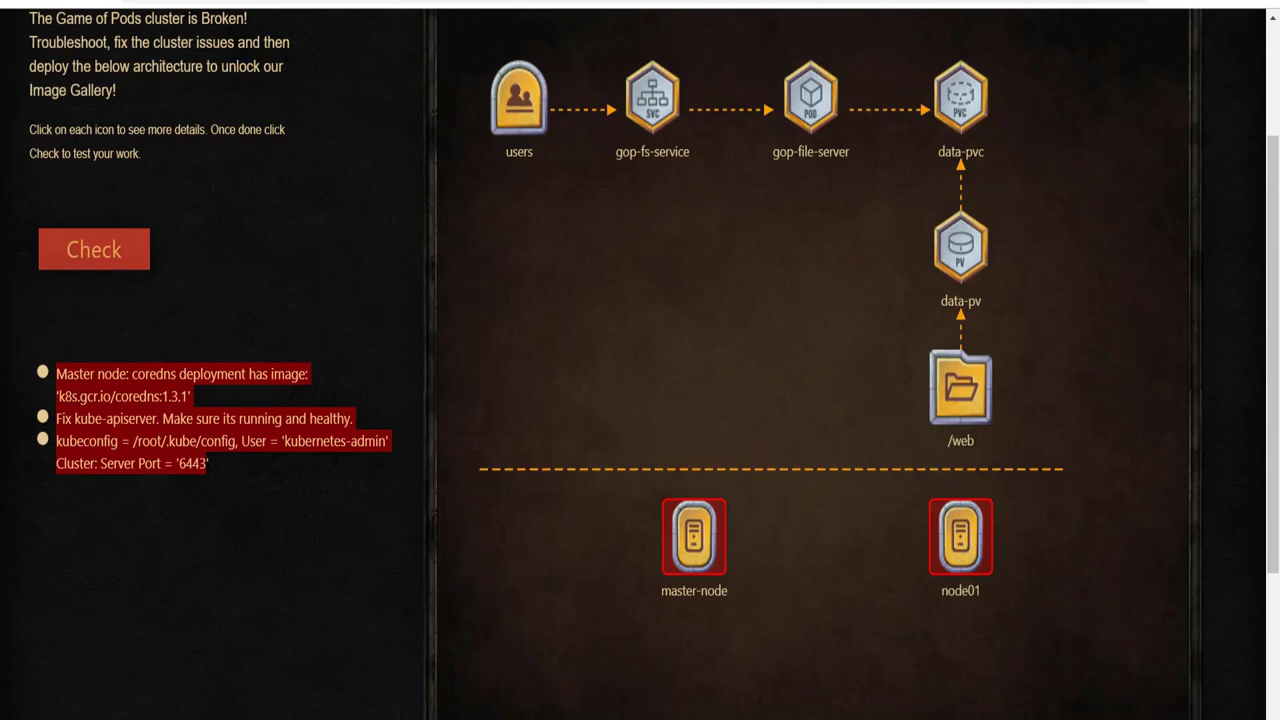 The Game of Pods cluster is Broken!
Troubleshoot, fix the cluster issues and then
deploy the below architecture to unlock our
Image Gallery!
Click on each icon to see more details. Once done click
Check to test your work.
Check
Master node: coredns deployment has image:
'k8s.gcr.io/coredns:1.3.1'
Fix kube-apiserver. Make sure its running and healthy.
kubeconfig = /root/.kube/config, User = 'kubernetes-admin'
Cluster: Server Port = '6443'
SVC
POD
PVC
users
gop-fs-service
gop-file-server
data-pvc
PV
data-pv
/web
master-node
node01